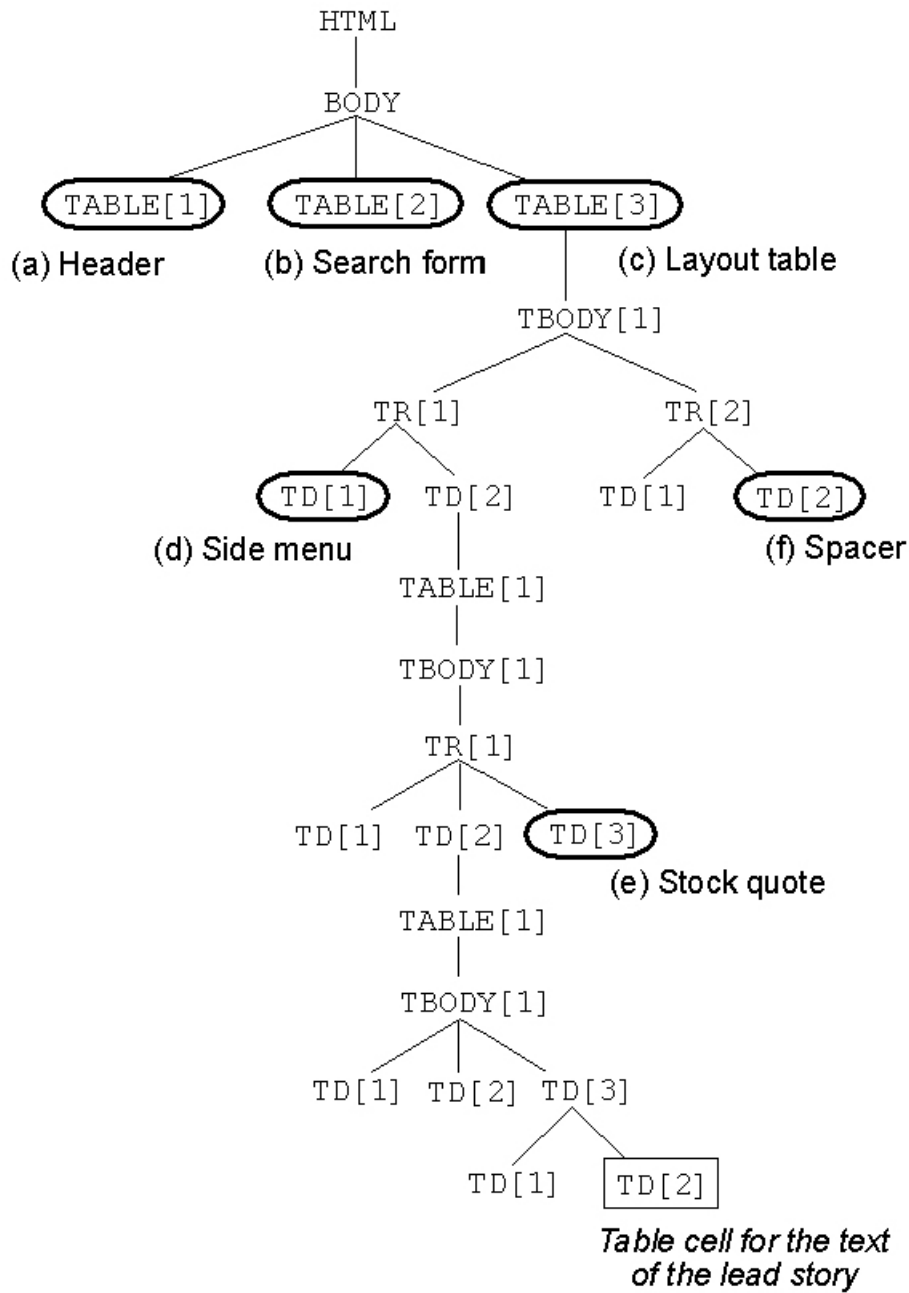 HTML
BODY
TABLE[1] TABLE[2] TABLE[3]
(a) Header (b) Search form (c) Layout table
TBODY[1]
TR[1] TR[2]
TD[1] TD[2] TD[1] TD[2]
(d) Side menu (f) Spacer
TABLE[1]
TBODY[1]
TR[1]
TD[1] TD[2] TD[3]
(e) Stock quote
TABLE[1]
TBODY[1]
TD[1] TD[2] TD[3]
TD[1] TD[2]
Table cell for the text
of the lead story